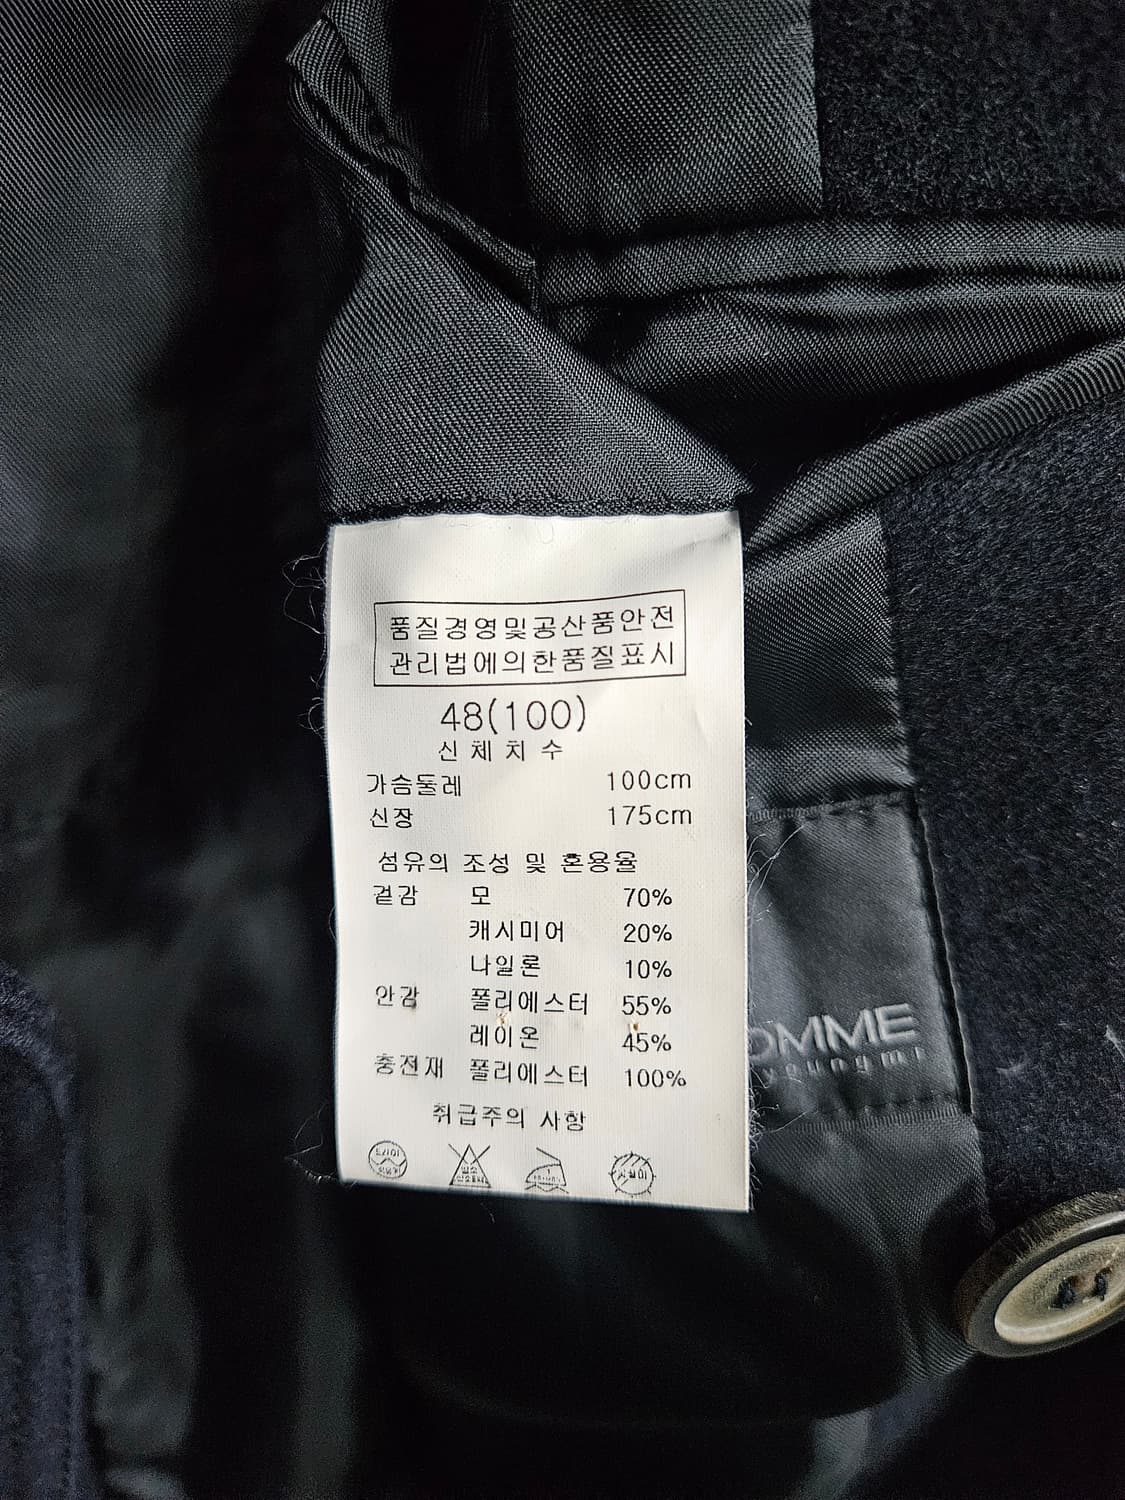 품질경영및공산품안전
관리법에의한품질표시
48(100)
신체치수
가슴둘레 100cm
신장 175cm
섬유의 조성 및 혼용율
겉감 모 70%
캐시미어 20%
나일론 10%
안감 폴리에스터 55%
레이온 45%
충전재 폴리에스터 100%
취급주의 사항
드라이
OMME
youngmi